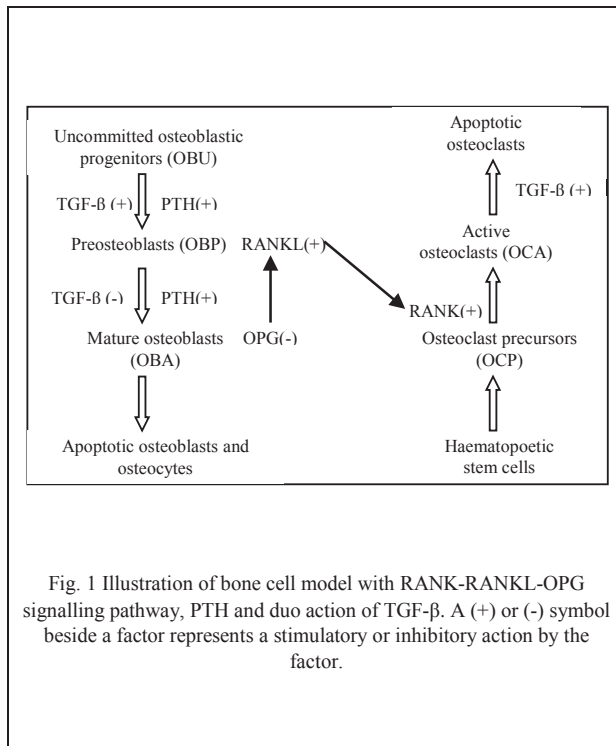 Uncommitted osteoblastic
progenitors (OBU)
TGF-ß (+) PTH(+)
Preosteoblasts (OBP) RANKL(+)
TGF-ß (-) PTH(+)
Mature osteoblasts
(OBA)
OPG(-)
Apoptotic osteoblasts and
osteocytes
Apoptotic
osteoclasts
TGF-ß (+)
Active
osteoclasts (OCA)
RANK(+)
Osteoclast precursors
(OCP)
Haematopoetic
stem cells
Fig. 1 Illustration of bone cell model with RANK-RANKL-OPG
signalling pathway, PTH and duo action of TGF-β. A (+) or (-) symbol
beside a factor represents a stimulatory or inhibitory action by the
factor.